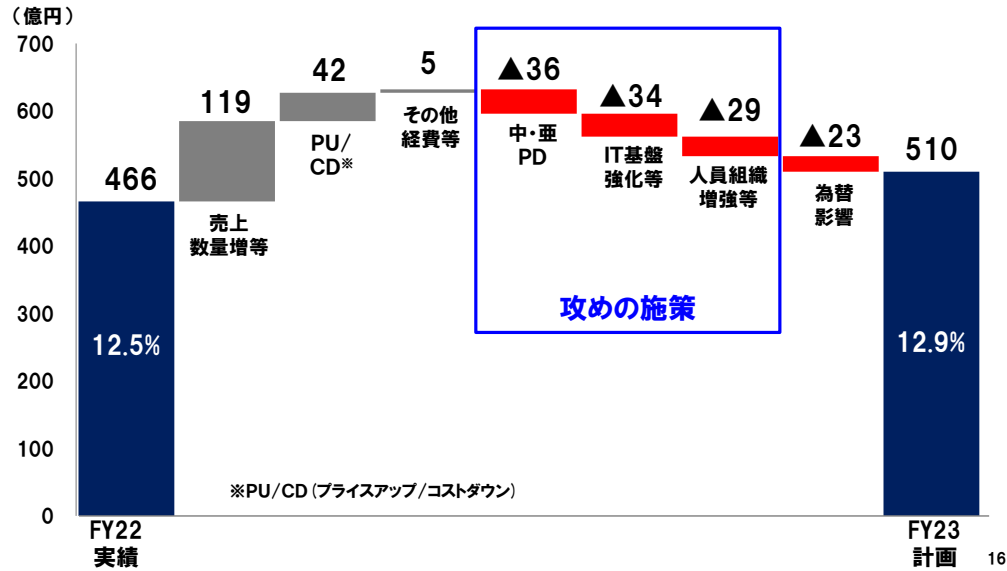 （億円）
700
600
500
400
300
200
100
0
466
12.5%
FY22
実績
119
売上
数量増等
42
PU/
CD※
5
その他
経費等
▲36
中・亜
PD
▲34
IT基盤
強化等
▲29
人員組織
増強等
攻めの施策
▲23
為替
影響
510
12.9%
FY23
計画
※PU/CD（プライスアップ/コストダウン）
16